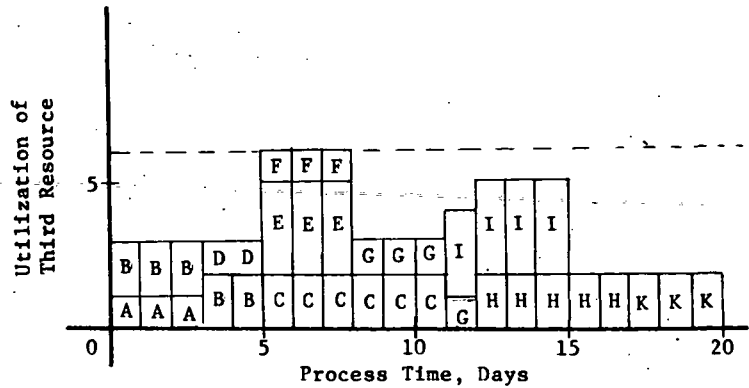 Utilization of
Third Resource
F F F
5
E E E
I I I
B B B D D G G G I
A A A B B C C C C C C G H H H H H K K K
0 5 10 15 20
Process Time, Days